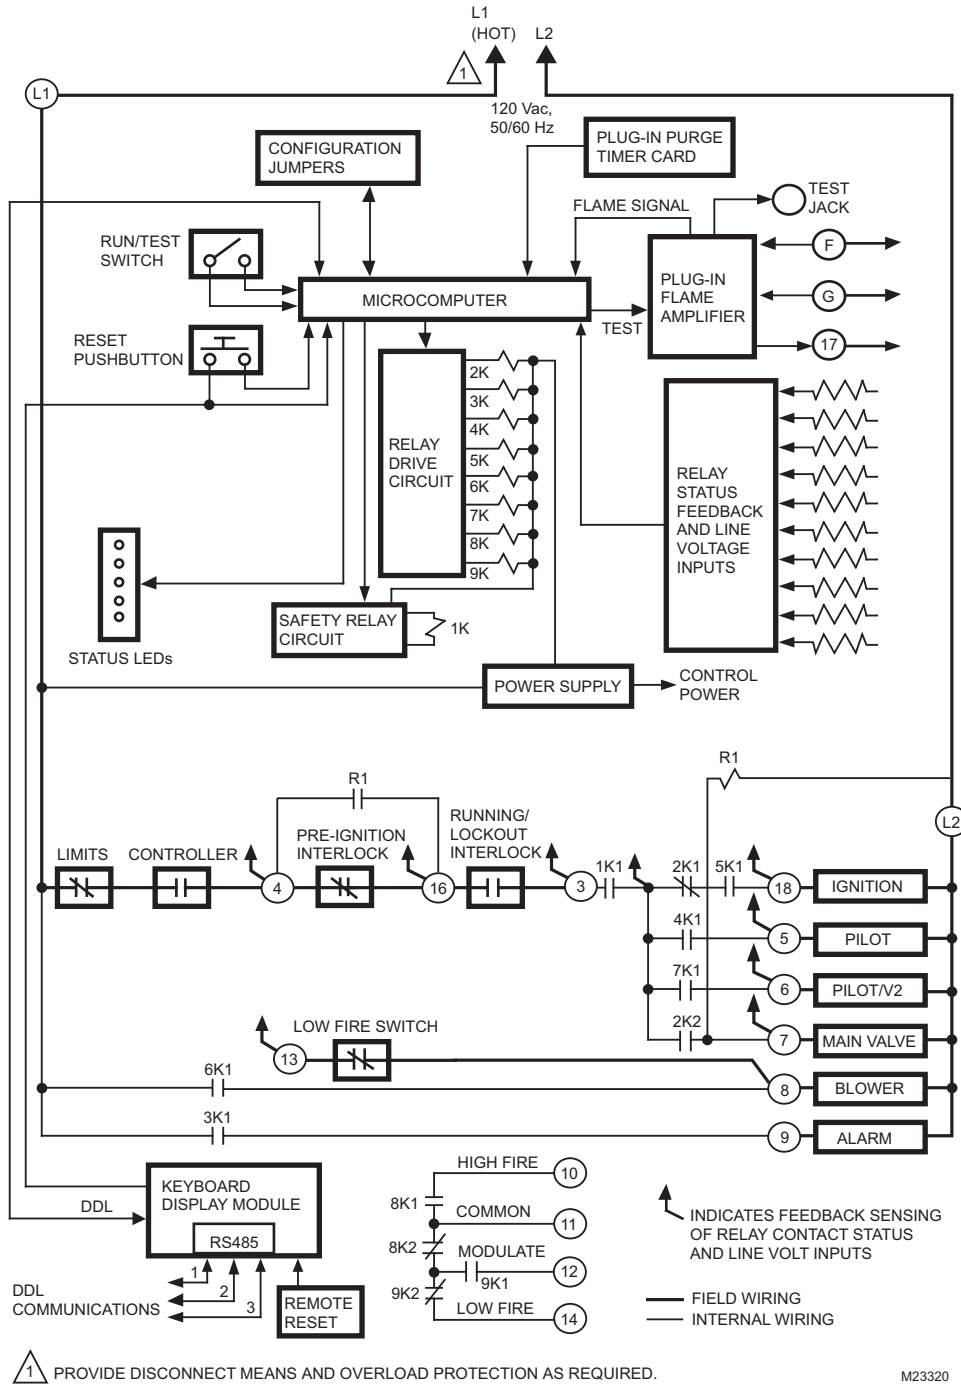 L1
(HOT)
L2
1
L1
120 Vac,
50/60 Hz
CONFIGURATION
JUMPERS
PLUG-IN PURGE
TIMER CARD
TEST
JACK
FLAME SIGNAL
RUN/TEST
SWITCH
F
PLUG-IN
FLAME
AMPLIFIER
G
MICROCOMPUTER
TEST
17
RESET
PUSHBUTTON
RELAY
DRIVE
CIRCUIT
2K
3K
4K
5K
6K
7K
8K
9K
RELAY
STATUS
FEEDBACK
AND LINE
VOLTAGE
INPUTS
STATUS LEDs
SAFETY RELAY
CIRCUIT
1K
POWER SUPPLY
CONTROL
POWER
R1
R1
L2
LIMITS
CONTROLLER
PRE-IGNITION
INTERLOCK
RUNNING/
LOCKOUT
INTERLOCK
4
16
3
1K1
2K1
5K1
18
IGNITION
4K1
5
PILOT
7K1
6
PILOT/V2
2K2
7
MAIN VALVE
LOW FIRE SWITCH
13
6K1
8
BLOWER
3K1
9
ALARM
KEYBOARD
DISPLAY MODULE
RS485
DDL
1
2
3
DDL
COMMUNICATIONS
REMOTE
RESET
HIGH FIRE
10
8K1
COMMON
11
8K2
MODULATE
12
9K1
9K2
LOW FIRE
14
INDICATES FEEDBACK SENSING
OF RELAY CONTACT STATUS
AND LINE VOLT INPUTS
FIELD WIRING
INTERNAL WIRING
1 PROVIDE DISCONNECT MEANS AND OVERLOAD PROTECTION AS REQUIRED.
M23320